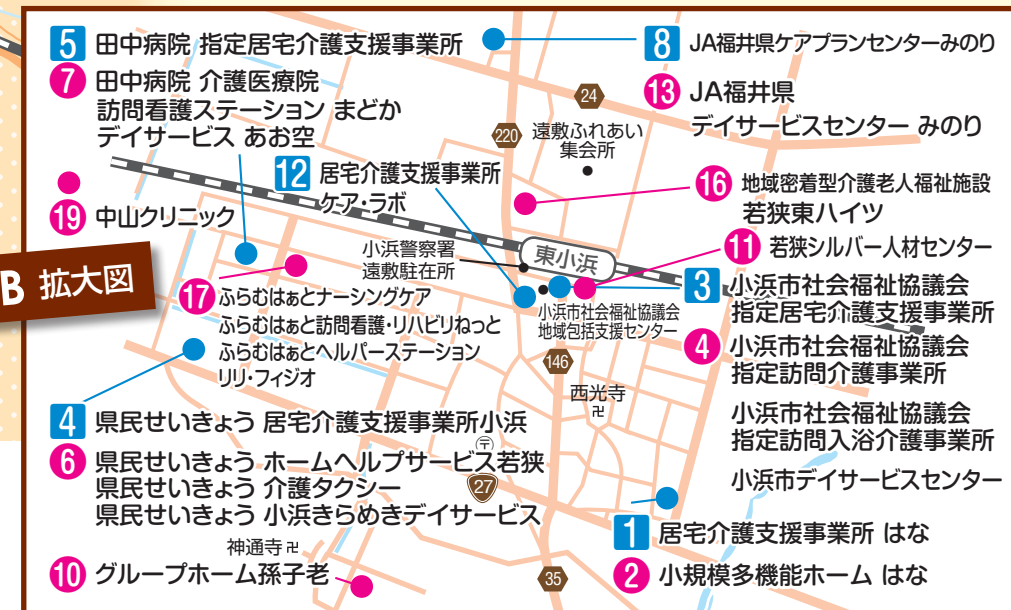 B 拡大図
5 田中病院 指定居宅介護支援事業所
7 田中病院 介護医療院
訪問看護ステーション まどか
デイサービス あお空
8 JA福井県ケアプランセンターみのり
13 JA福井県
デイサービスセンター みのり
24
220
遠敷ふれあい
集会所
12 居宅介護支援事業所
ケア・ラボ
16 地域密着型介護老人福祉施設
若狭東ハイツ
19 中山クリニック
小浜警察署
遠敷駐在所
東小浜
11 若狭シルバー人材センター
17 ふらむはぁとナーシングケア
ふらむはぁと訪問看護・リハビリねっと
ふらむはぁとヘルパーステーション
リリ・フィジオ
小浜市社会福祉協議会
地域包括支援センター
3 小浜市社会福祉協議会
指定居宅介護支援事業所
4 小浜市社会福祉協議会
指定訪問介護事業所
小浜市社会福祉協議会
指定訪問入浴介護事業所
小浜市デイサービスセンター
146
西光寺
卍
4 県民せいきょう 居宅介護支援事業所小浜
6 県民せいきょう ホームヘルプサービス若狭
県民せいきょう 介護タクシー
県民せいきょう 小浜きらめきデイサービス
〒
27
1 居宅介護支援事業所 はな
2 小規模多機能ホーム はな
神通寺 卍
10 グループホーム孫子老
35